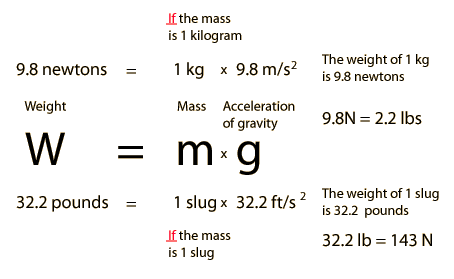 If the mass
is 1 kilogram
9.8 newtons = 1 kg x 9.8 m/s²
The weight of 1 kg
is 9.8 newtons
Weight Mass Acceleration
of gravity
9.8N = 2.2 lbs
W = m x g
32.2 pounds = 1 slug x 32.2 ft/s ²
The weight of 1 slug
is 32.2 pounds
If the mass
is 1 slug
32.2 lb = 143 N